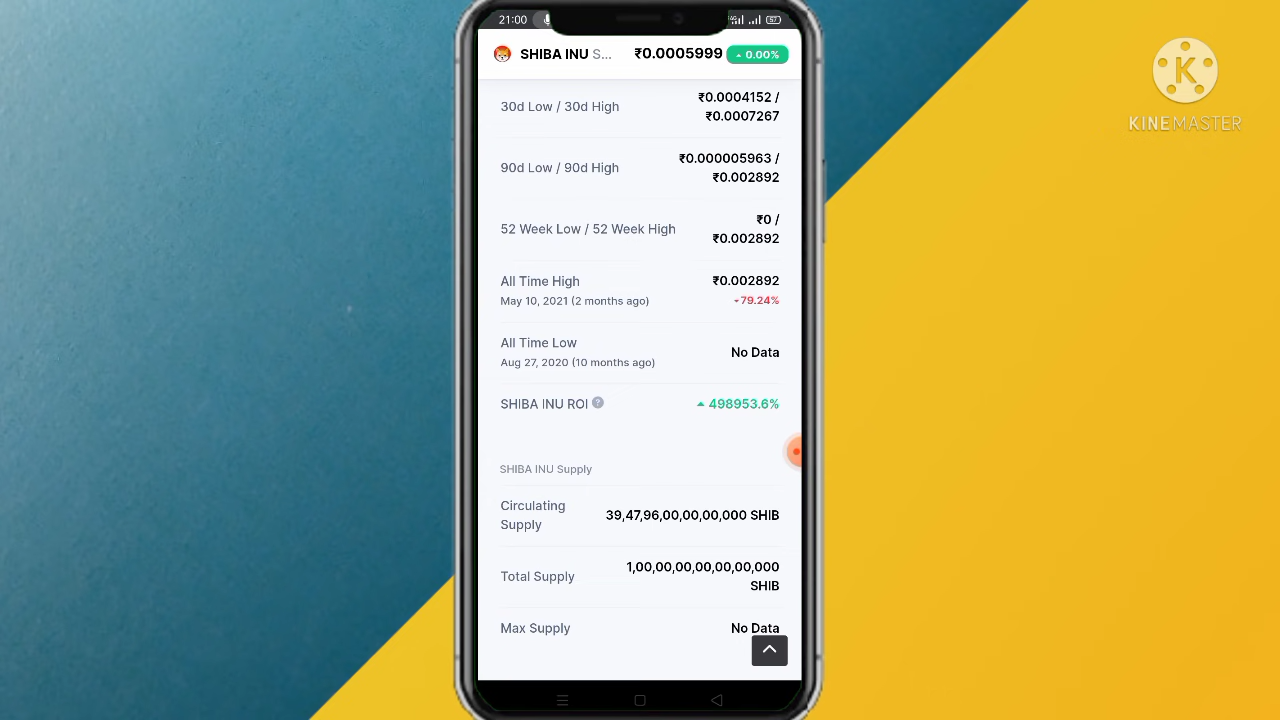 21:00
SHIBA INU S... ₹0.0005999 0.00%
30d Low / 30d High ₹0.0004152 /
₹0.0007267
90d Low / 90d High ₹0.000005963 /
₹0.002892
52 Week Low / 52 Week High ₹0 /
₹0.002892
All Time High ₹0.002892
May 10, 2021 (2 months ago) 79.24%
All Time Low No Data
Aug 27, 2020 (10 months ago)
SHIBA INU ROI ? 498953.6%
SHIBA INU Supply
Circulating
Supply 39,47,96,00,00,00,000 SHIB
Total Supply 1,00,00,00,00,00,00,000
SHIB
Max Supply No Data
K
KINEMASTER